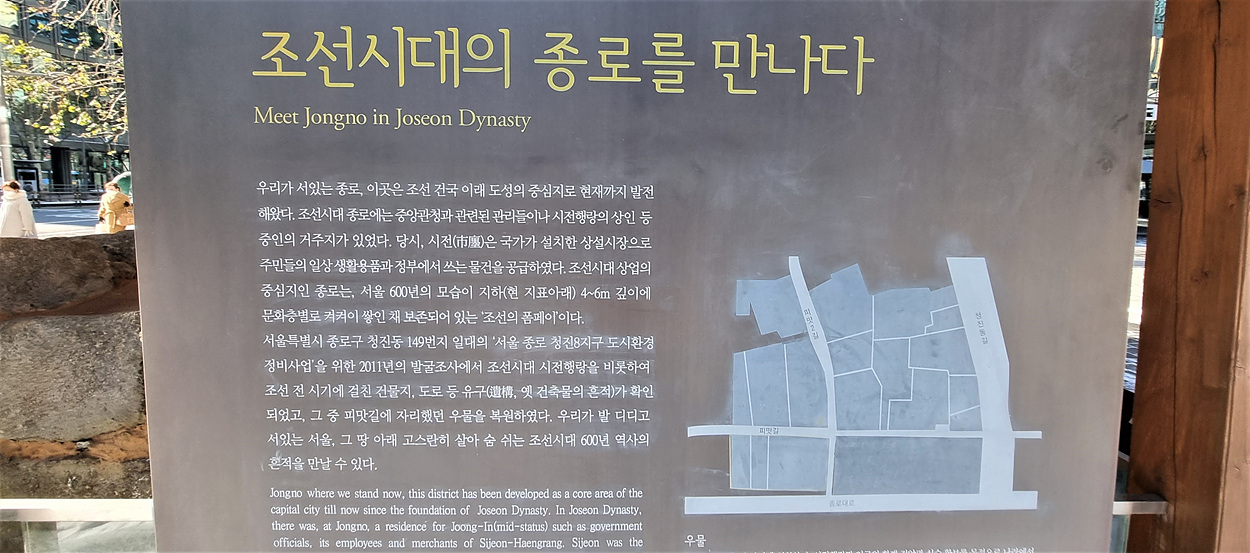 조선시대의 종로를 만나다
Meet Jongno in Joseon Dynasty
우리가 서있는 종로, 이곳은 조선 건국 이래 도성의 중심지로 현재까지 발전
해왔다. 조선시대 종로에는 중앙관청과 관련된 관리들이나 시전행랑의 상인 등
중인의 거주지가 있었다. 당시, 시전(市廛)은 국가가 설치한 상설시장으로
주민들의 일상 생활용품과 정부에서 쓰는 물건을 공급하였다. 조선시대 상업의
중심지인 종로는, 서울 600년의 모습이 지하(현 지표아래) 4~6m 깊이에
문화층별로 켜켜이 쌓인 채 보존되어 있는 '조선의 폼페이'이다.
서울특별시 종로구 청진동 149번지 일대의 '서울 종로 청진8지구 도시환경
정비사업'을 위한 2011년의 발굴조사에서 조선시대 시전행랑을 비롯하여
조선 전 시기에 걸친 건물지, 도로 등 유구(遺構, 옛 건축물의 흔적)가 확인
되었고, 그 중 피맛길에 자리했던 우물을 복원하였다. 우리가 발 디디고
서있는 서울, 그 땅 아래 고스란히 살아 숨 쉬는 조선시대 600년 역사의
흔적을 만날 수 있다.
Jongno where we stand now, this district has been developed as a core area of the
capital city till now since the foundation of Joseon Dynasty. In Joseon Dynasty,
there was, at Jongno, a residence for Joong-In(mid-status) such as government
officials, its employees and merchants of Sijeon-Haengrang. Sijeon was the
피맛2길
청진동길
피맛길
종로대로
우물